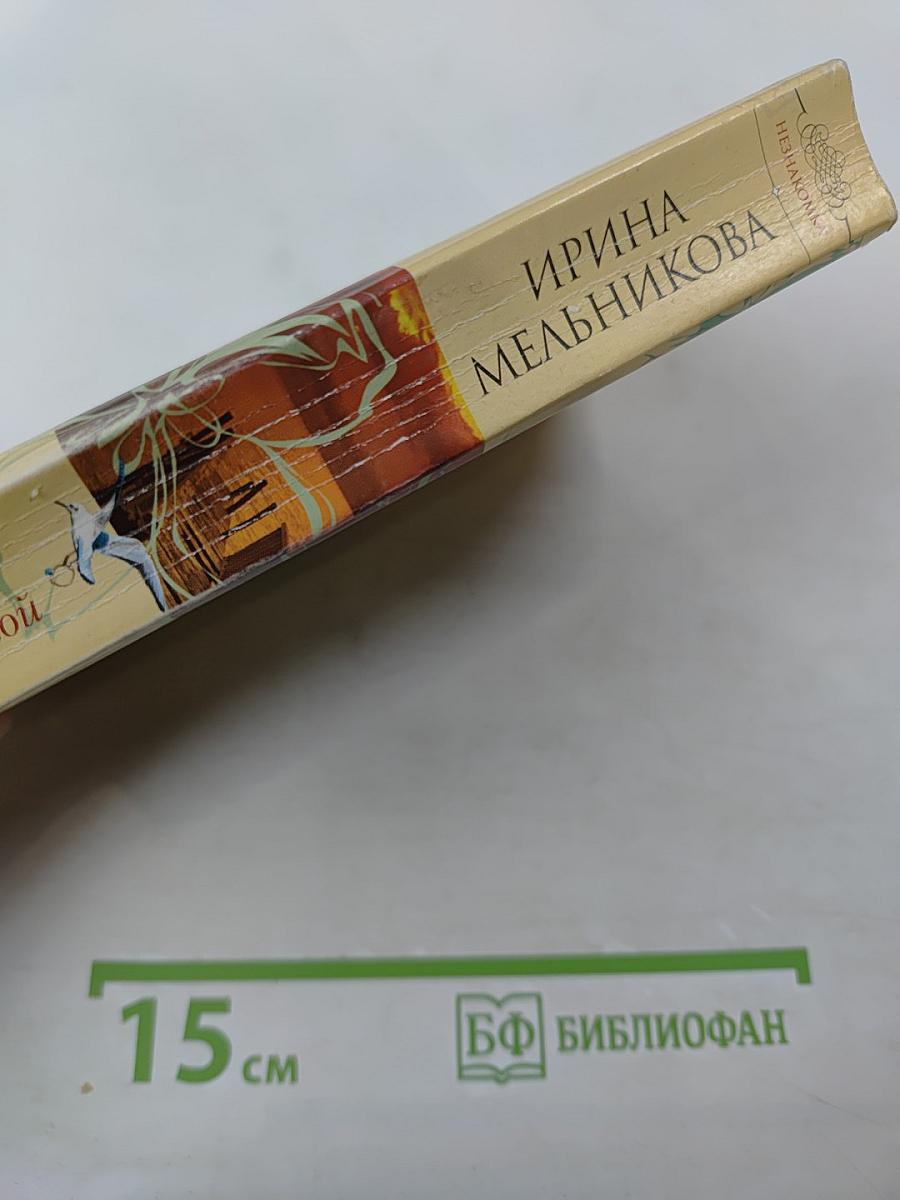 НЕЗНАКОМКА
ИРИНА
МЕЛЬНИКОВА
ой
15 см
БФ БИБЛИОФАН